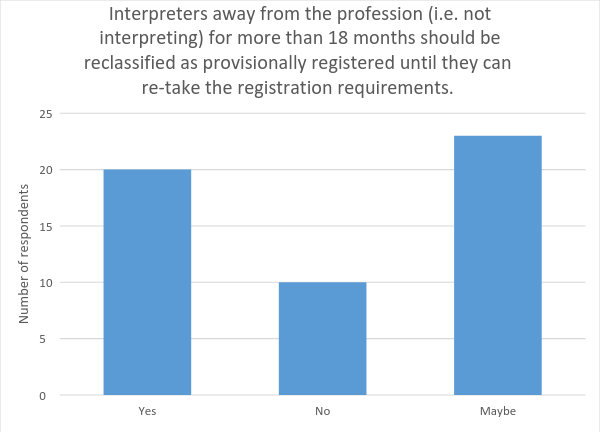 Interpreters away from the profession (i.e. not
interpreting) for more than 18 months should be
reclassified as provisionally registered until they can
re-take the registration requirements.
25
20
15
10
5
0
Number of respondents
Yes
No
Maybe